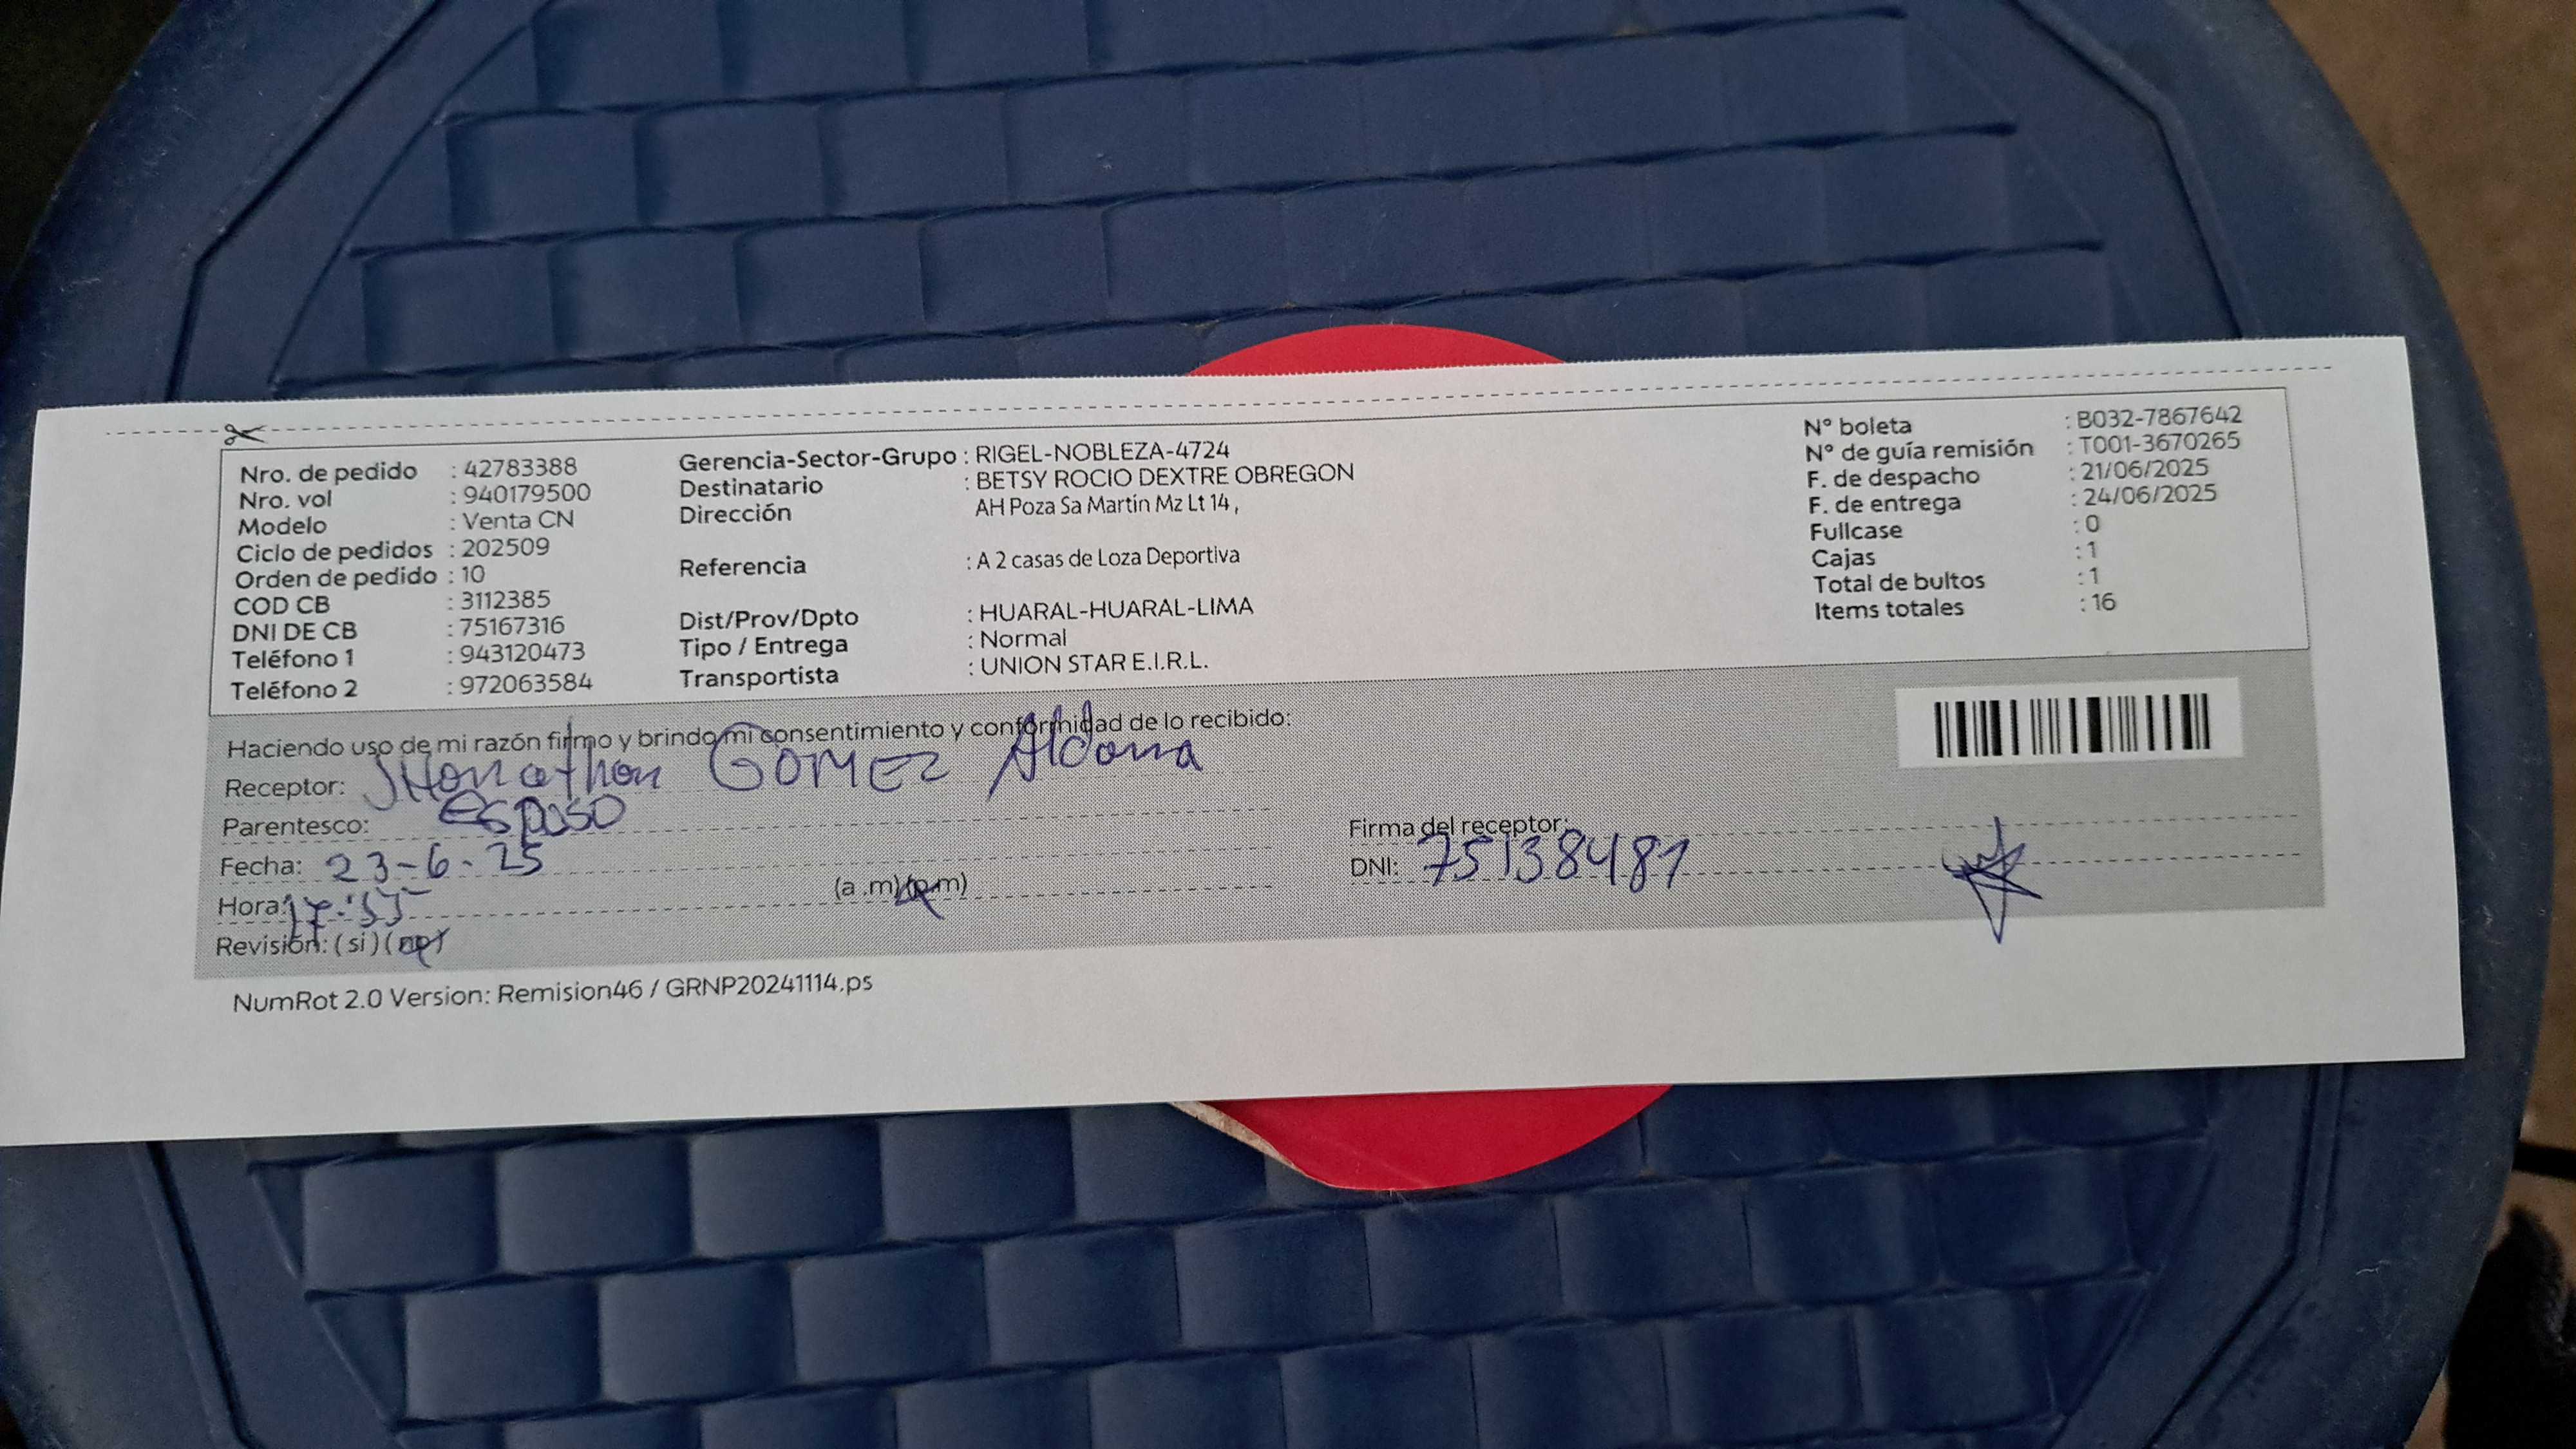 Nro. de pedido : 42783388
Nro. vol : 940179500
Modelo : Venta CN
Ciclo de pedidos : 202509
Orden de pedido : 10
COD CB : 3112385
DNI DE CB : 75167316
Teléfono 1 : 943120473
Teléfono 2 : 972063584
Gerencia-Sector-Grupo : RIGEL-NOBLEZA-4724
Destinatario : BETSY ROCIO DEXTRE OBREGON
Dirección AH Poza Sa Martin Mz Lt 14 ,
Referencia : A 2 casas de Loza Deportiva
Dist/Prov/Dpto : HUARAL-HUARAL-LIMA
Tipo / Entrega : Normal
Transportista : UNION STAR E.I.R.L.
N° boleta : B032-7867642
N° de guía remisión : T001-3670265
F. de despacho : 21/06/2025
F. de entrega : 24/06/2025
Fullcase : 0
Cajas : 1
Total de bultos : 1
Items totales : 16
Haciendo uso de mi razón firmo y brindo mi consentimiento y conformidad de lo recibido:
Receptor: JHonathan GOMEZ Aldana
Parentesco: esposo
Fecha: 23-6-25
Hora: 17:55 (a .m) (p.m)
Revisión: ( si ) ( no )
Firma del receptor:
DNI: 75138481
NumRot 2.0 Version: Remision46 / GRNP20241114.ps